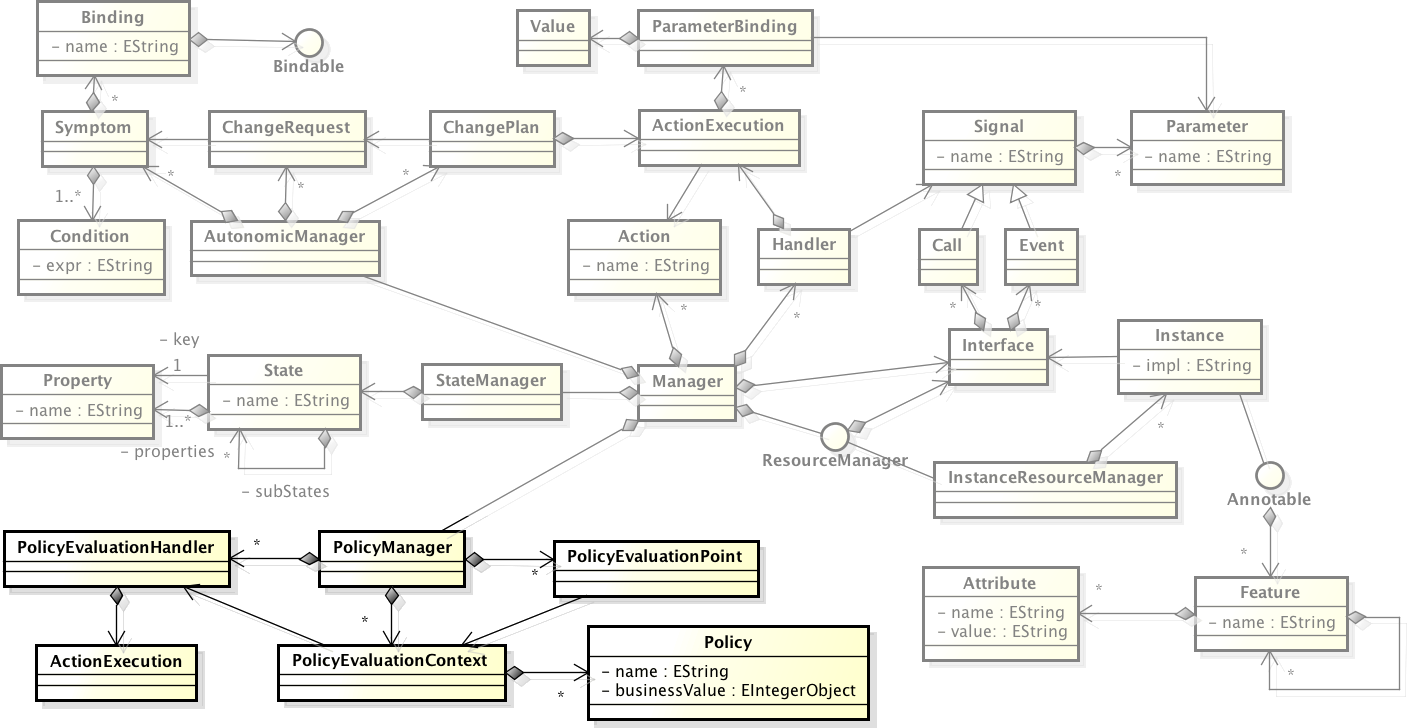 Binding
- name : EString
*
Bindable
Value
ParameterBinding
*
Symptom
1..*
ChangeRequest
ChangePlan
ActionExecution
Signal
- name : EString
*
Parameter
- name : EString
Condition
- expr : EString
*
*
*
AutonomicManager
Action
- name : EString
*
Handler
*
Call
*
Event
*
Interface
Instance
- impl : EString
- key
1
Property
- name : EString
1..*
- properties
State
- name : EString
*
- subStates
StateManager
Manager
ResourceManager
*
InstanceResourceManager
Annotable
*
PolicyEvaluationHandler
*
PolicyManager
*
PolicyEvaluationPoint
*
ActionExecution
PolicyEvaluationContext
*
Policy
- name : EString
- businessValue : EIntegerObject
Attribute
- name : EString
- value: : EString
*
Feature
- name : EString
*